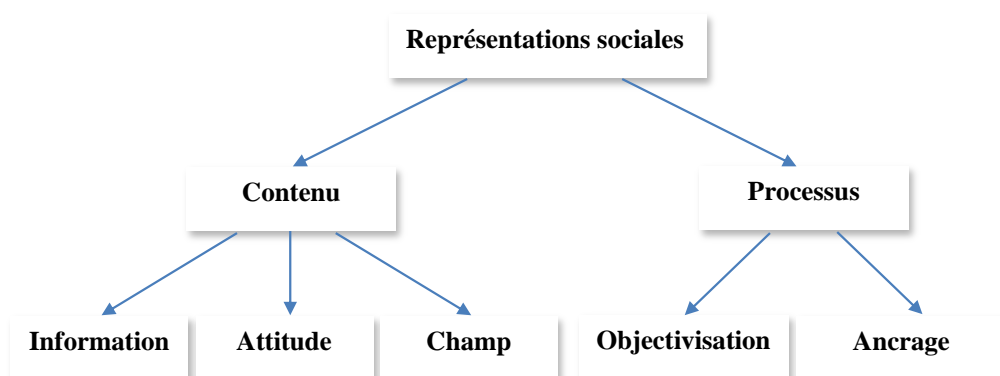 Représentations sociales
Contenu
Processus
Information
Attitude
Champ
Objectivisation
Ancrage